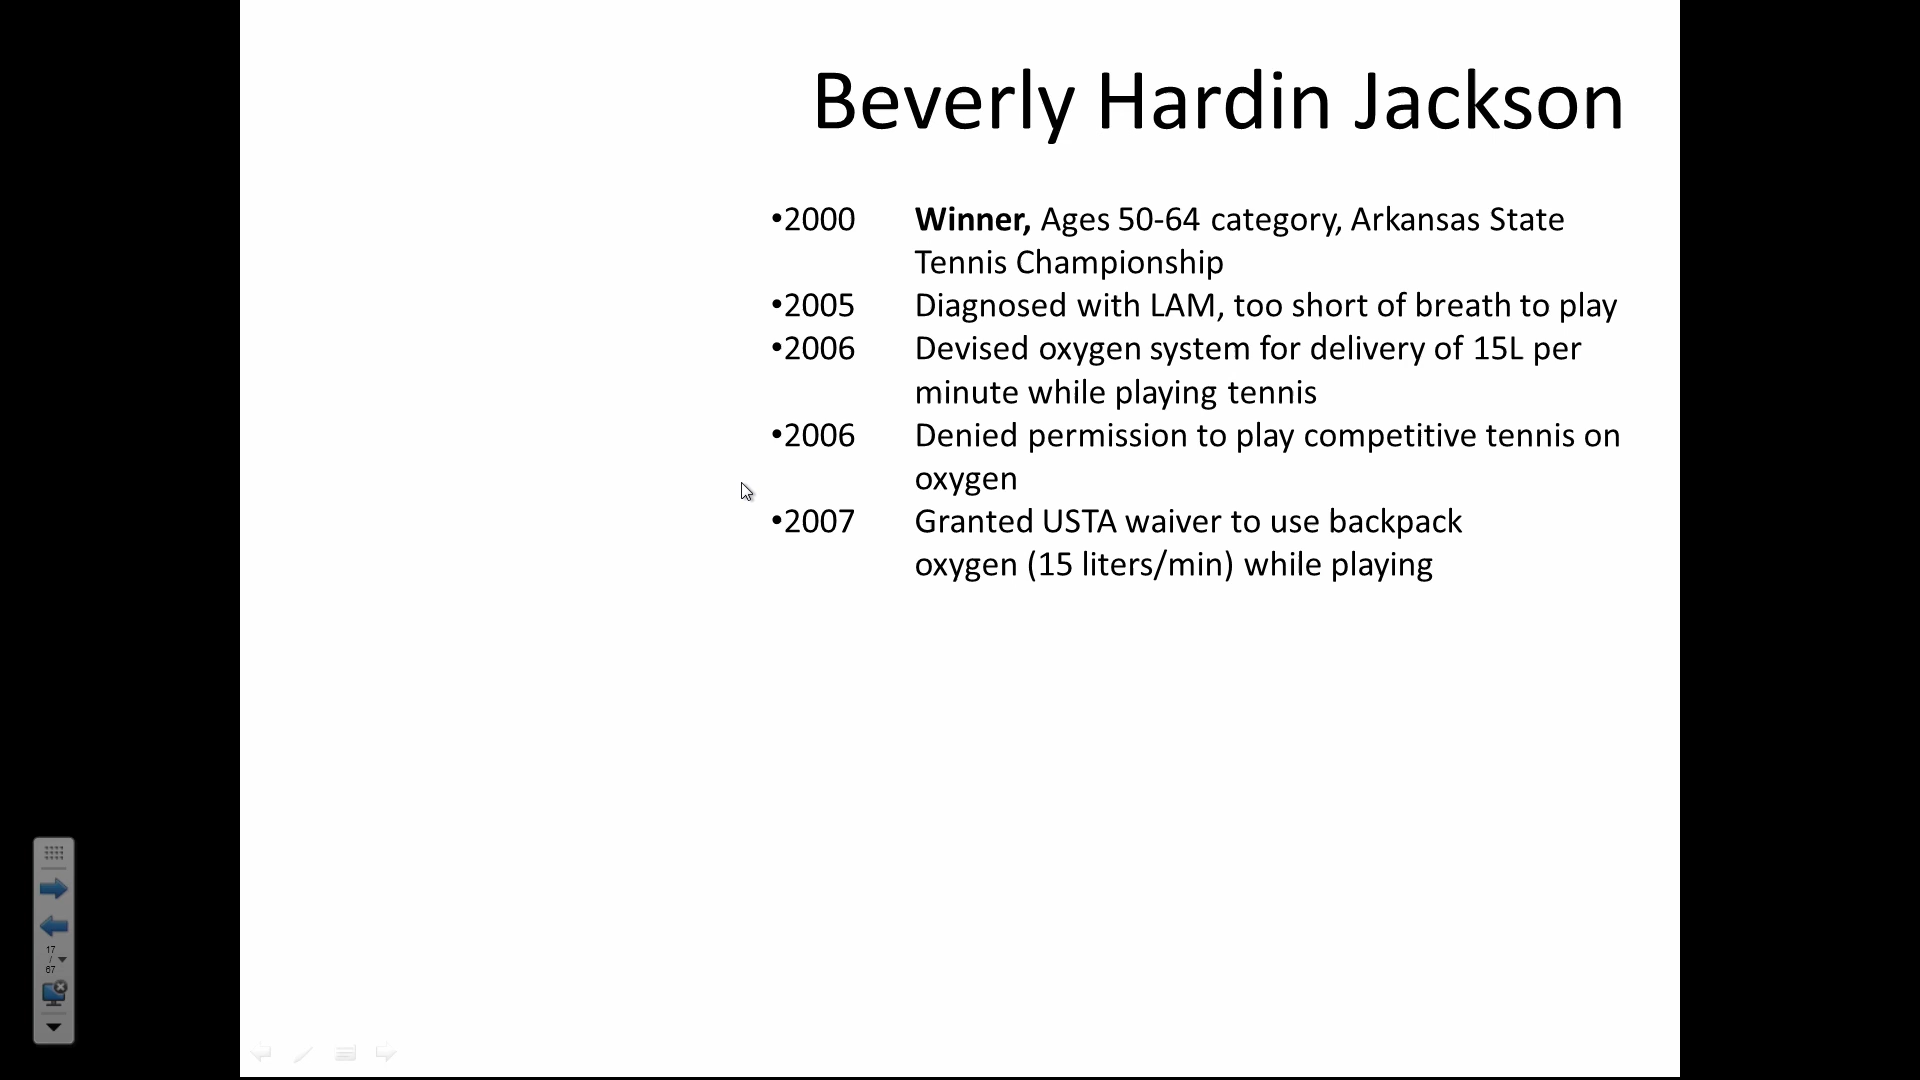 Beverly Hardin Jackson
•2000 Winner, Ages 50-64 category, Arkansas State
Tennis Championship
•2005 Diagnosed with LAM, too short of breath to play
•2006 Devised oxygen system for delivery of 15L per
minute while playing tennis
•2006 Denied permission to play competitive tennis on
oxygen
•2007 Granted USTA waiver to use backpack
oxygen (15 liters/min) while playing
17
/
67